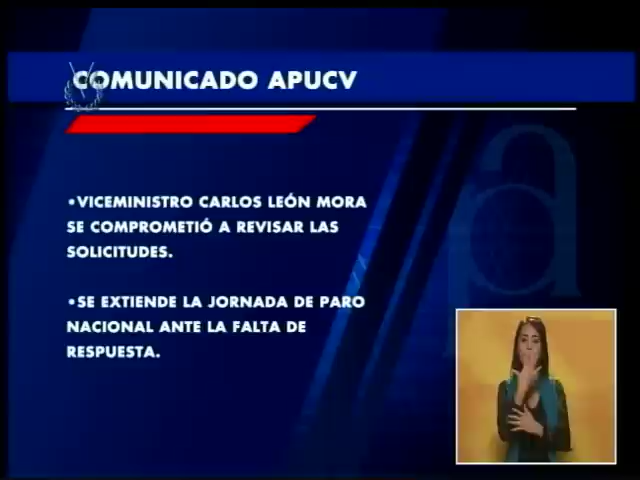 COMUNICADO APUCV
•VICEMINISTRO CARLOS LEÓN MORA
SE COMPROMETIÓ A REVISAR LAS
SOLICITUDES.
•SE EXTIENDE LA JORNADA DE PARO
NACIONAL ANTE LA FALTA DE
RESPUESTA.